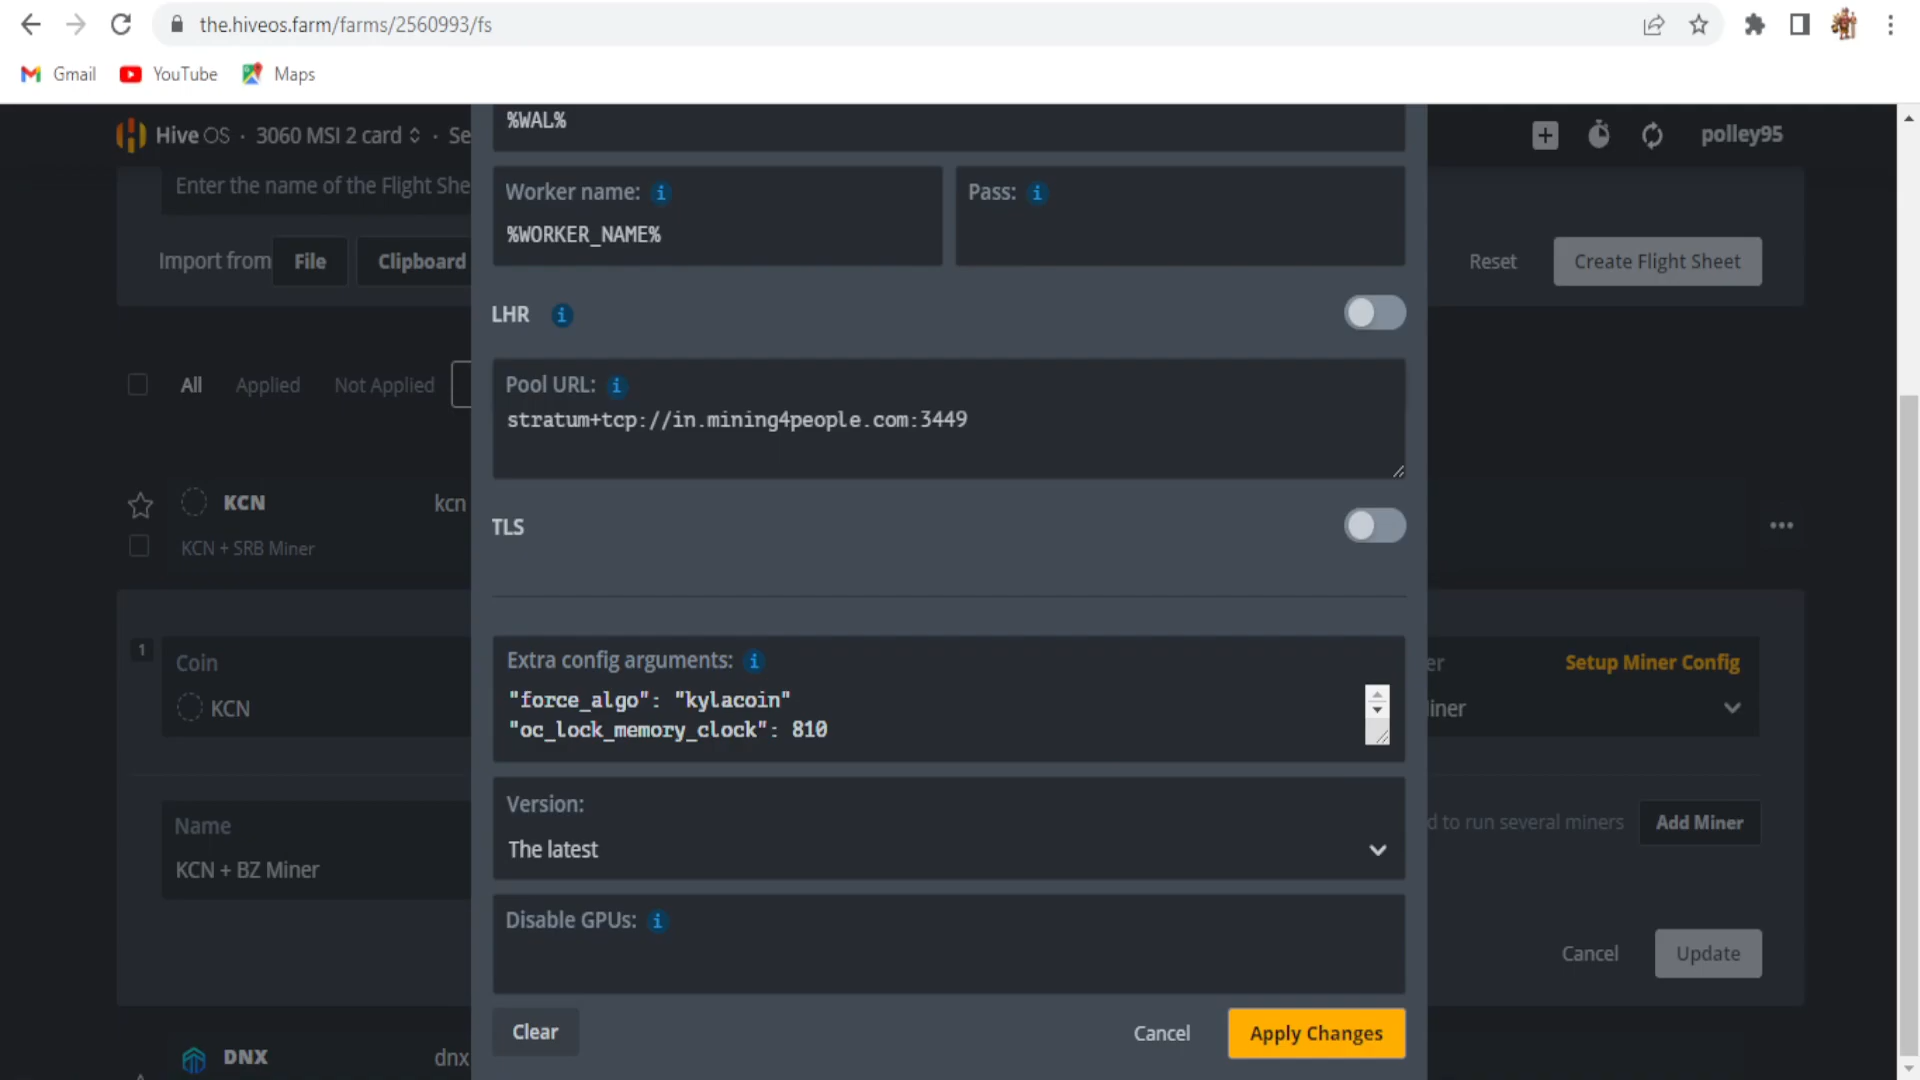 the.hiveos.farm/farms/2560993/fs
Gmail
YouTube
Maps
Hive OS · 3060 MSI 2 card · Se
polley95
%WAL%
Enter the name of the Flight She
Worker name: i
%WORKER_NAME%
Pass: i
Import from
File
Clipboard
Reset
Create Flight Sheet
LHR i
All
Applied
Not Applied
Pool URL: i
stratum+tcp://in.mining4people.com:3449
KCN
kcn
KCN + SRB Miner
TLS
1
Coin
KCN
Extra config arguments: i
"force_algo": "kylacoin"
"oc_lock_memory_clock": 810
er
Setup Miner Config
liner
Version:
The latest
Name
KCN + BZ Miner
d to run several miners
Add Miner
Disable GPUs: i
Cancel
Update
Clear
Cancel
Apply Changes
DNX
dnx